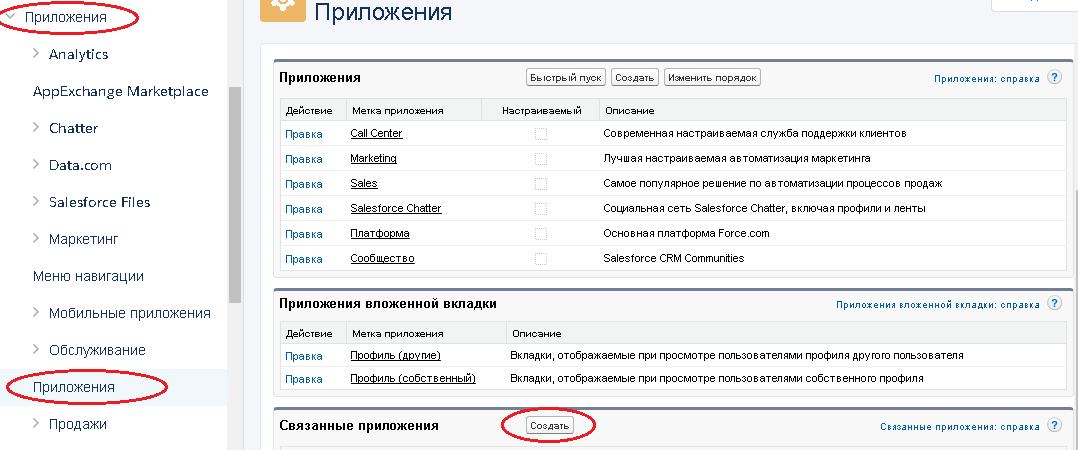 Приложения
Analytics
AppExchange Marketplace
Chatter
Data.com
Salesforce Files
Маркетинг
Меню навигации
Мобильные приложения
Обслуживание
Приложения
Продажи
Приложения
Приложения Быстрый пуск Создать Изменить порядок Приложения: справка ?
Действие Метка приложения Настраиваемый Описание
Правка Call Center Современная настраиваемая служба поддержки клиентов
Правка Marketing Лучшая настраиваемая автоматизация маркетинга
Правка Sales Самое популярное решение по автоматизации процессов продаж
Правка Salesforce Chatter Социальная сеть Salesforce Chatter, включая профили и ленты
Правка Платформа Основная платформа Force.com
Правка Сообщество Salesforce CRM Communities
Приложения вложенной вкладки Приложения вложенной вкладки: справка ?
Действие Метка приложения Описание
Правка Профиль (другие) Вкладки, отображаемые при просмотре пользователями профиля другого пользователя
Правка Профиль (собственный) Вкладки, отображаемые при просмотре пользователями собственного профиля
Связанные приложения Создать Связанные приложения: справка ?